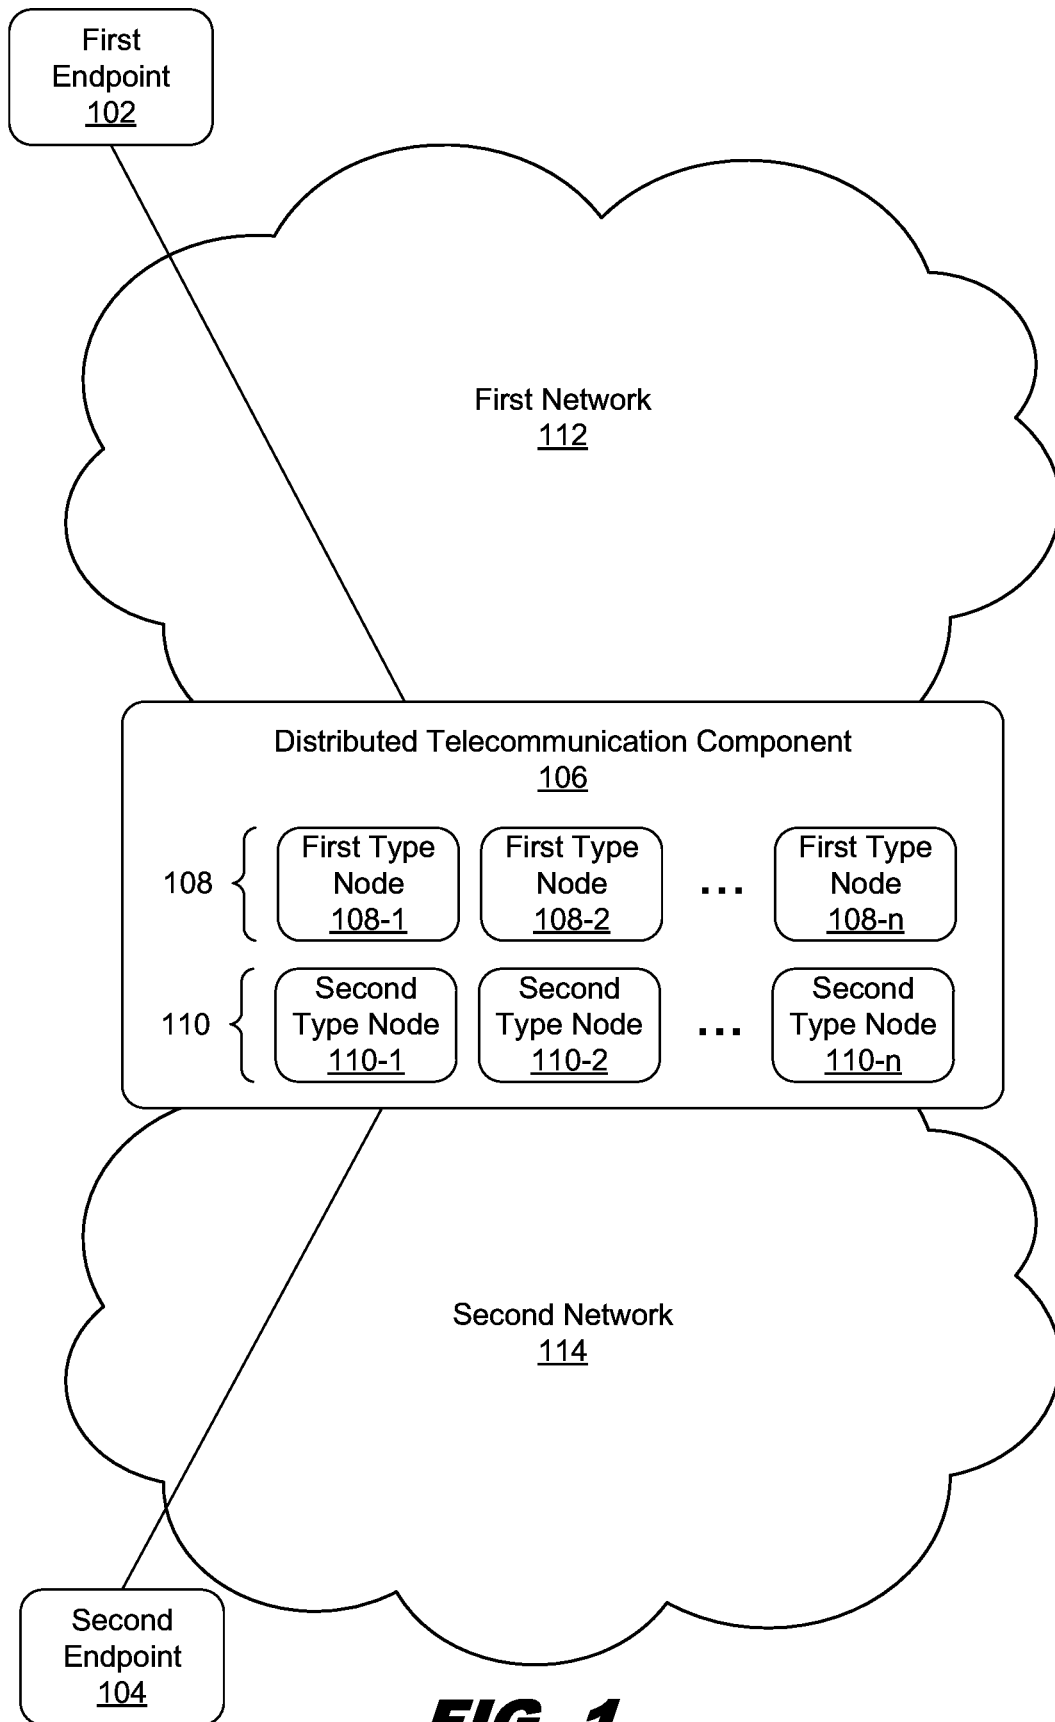 First
Endpoint
102
First Network
112
Distributed Telecommunication Component
106
108
First Type
Node
108-1
First Type
Node
108-2
...
First Type
Node
108-n
110
Second
Type Node
110-1
Second
Type Node
110-2
...
Second
Type Node
110-n
Second Network
114
Second
Endpoint
104
FIG. 1